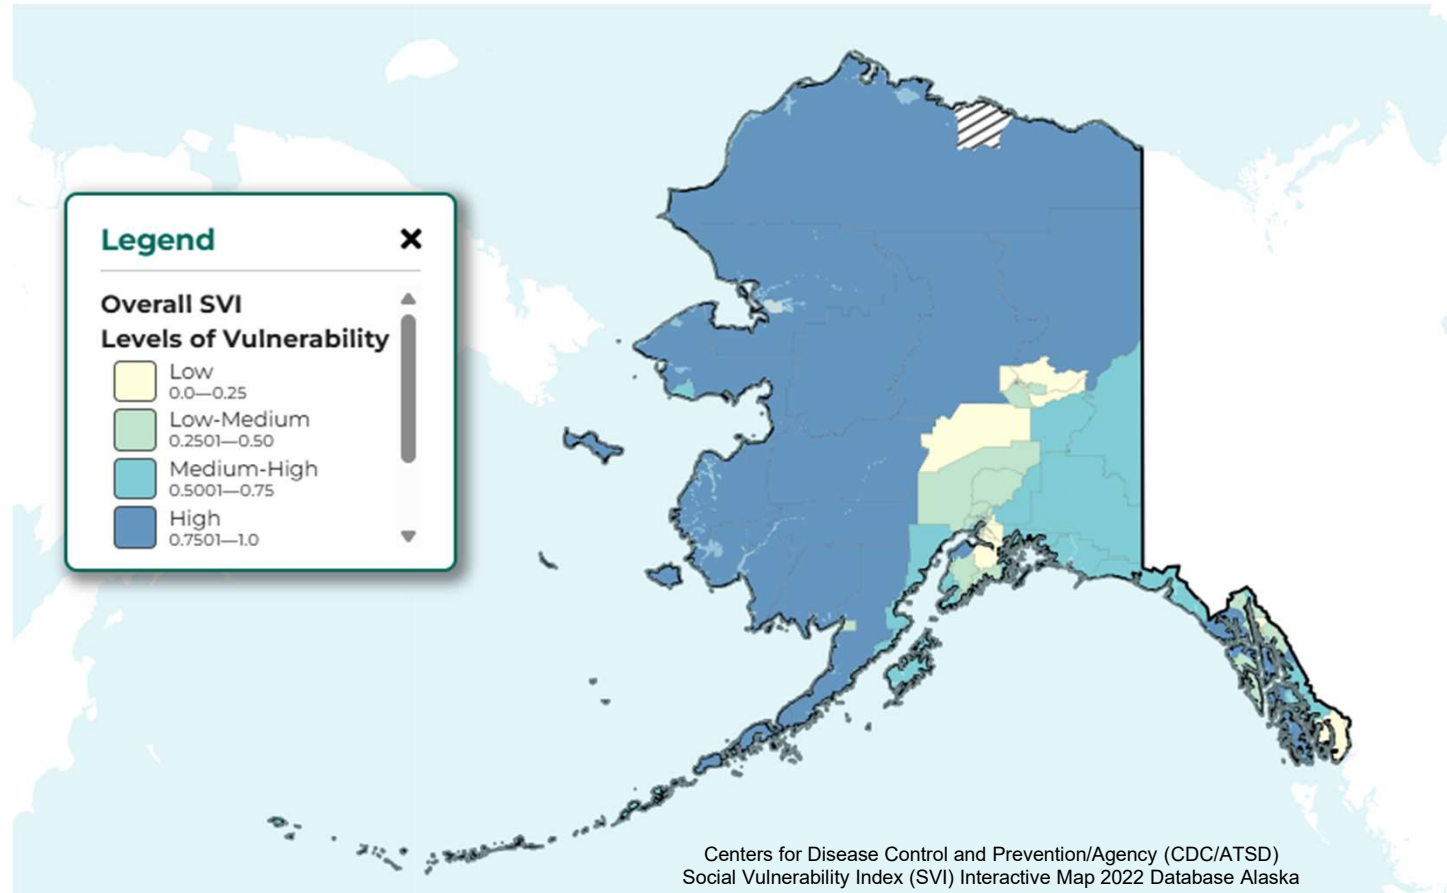 Legend
Overall SVI
Levels of Vulnerability
Low
0.0—0.25
Low-Medium
0.2501—0.50
Medium-High
0.5001—0.75
High
0.7501—1.0
Centers for Disease Control and Prevention/Agency (CDC/ATSD)
Social Vulnerability Index (SVI) Interactive Map 2022 Database Alaska